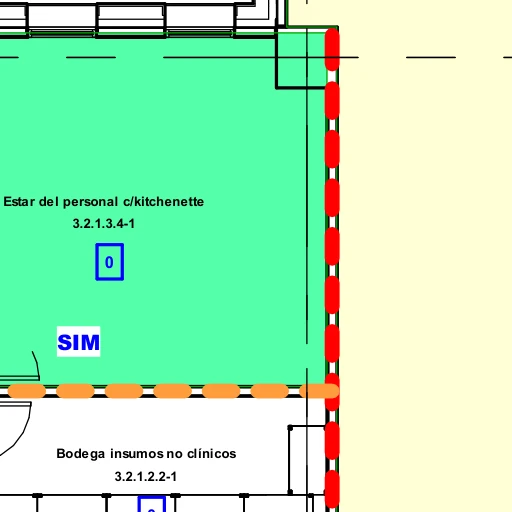 Estar del personal c/kitchenette
3.2.1.3.4-1
0
SIM
Bodega insumos no clínicos
3.2.1.2.2-1